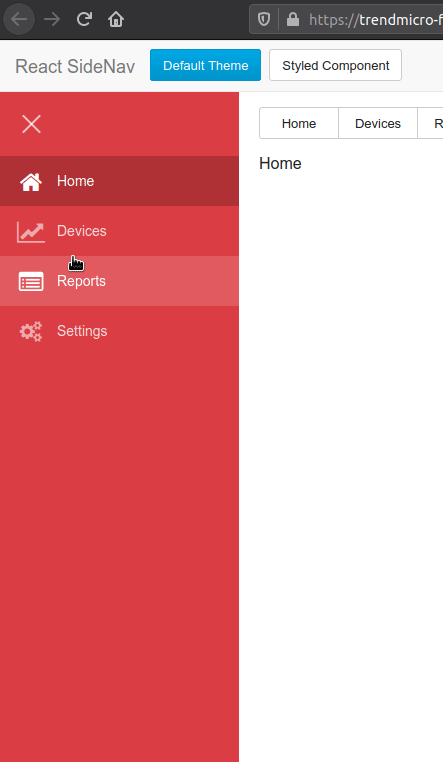 https://trendmicro-f
React SideNav
Default Theme
Styled Component
Home
Devices
Reports
Settings
Home
Devices
R
Home